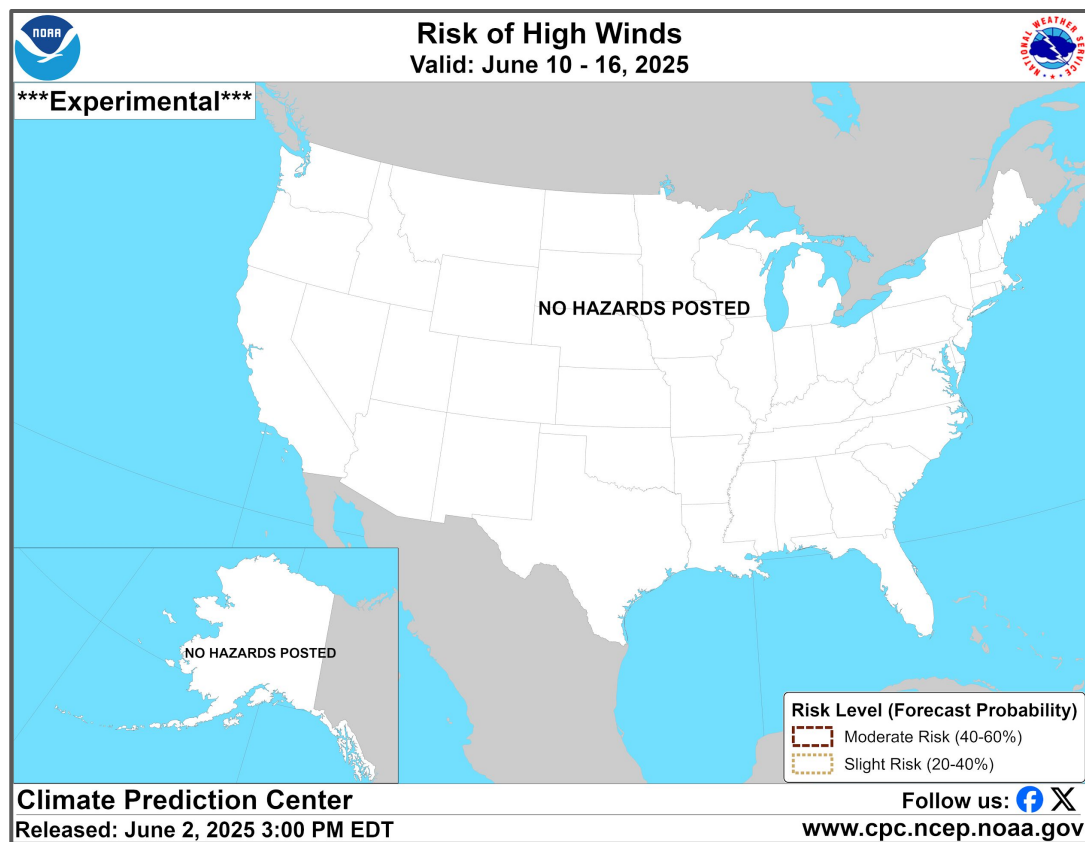 NOAA
Risk of High Winds
Valid: June 10 - 16, 2025
NATIONAL WEATHER SERVICE
***Experimental***
NO HAZARDS POSTED
NO HAZARDS POSTED
Risk Level (Forecast Probability)
Moderate Risk (40-60%)
Slight Risk (20-40%)
Climate Prediction Center
Follow us:
Released: June 2, 2025 3:00 PM EDT
www.cpc.ncep.noaa.gov